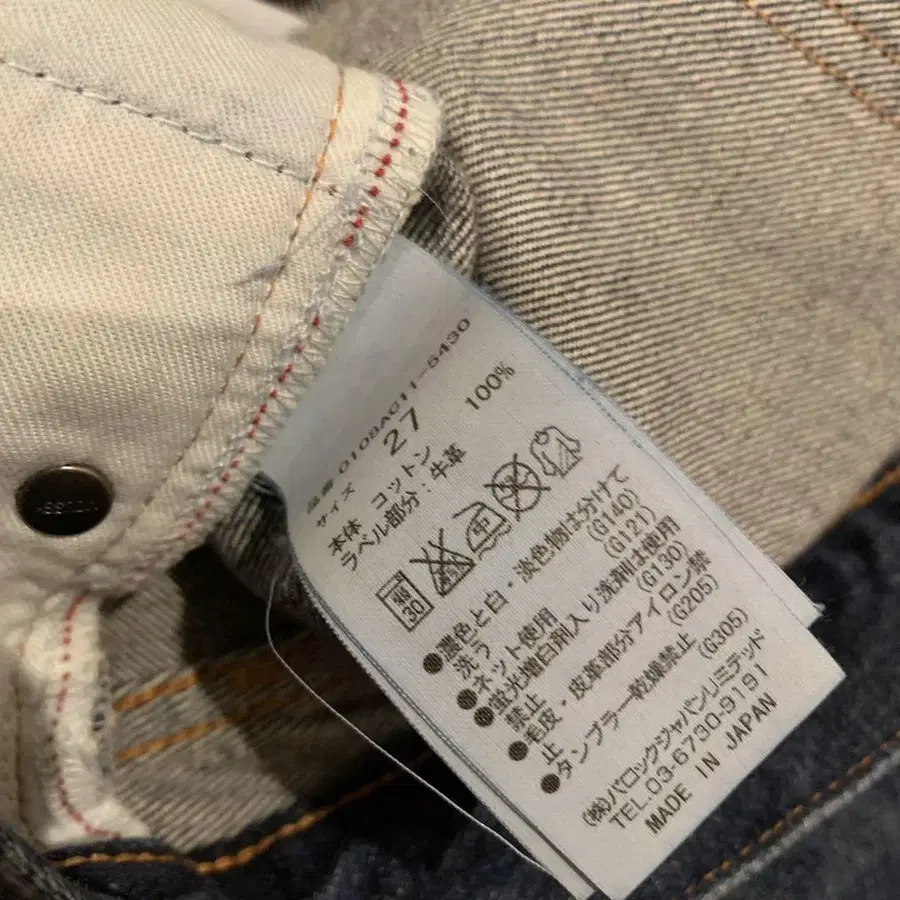 品番 0108AC11-5430
サイズ 27
本体 コットン 100%
ラベル部分:牛革
弱
30
●濃色と白・淡色物は分けて
洗う (G140)
●ネット使用 (G121)
●蛍光増白剤入り洗剤は使用
禁止 (G130)
●毛皮・皮革部分アイロン禁
止 (G205)
●タンブラー乾燥禁止 (G305)
(株)バロックジャパンリミテッド
TEL.03-6730-9191
MADE IN JAPAN